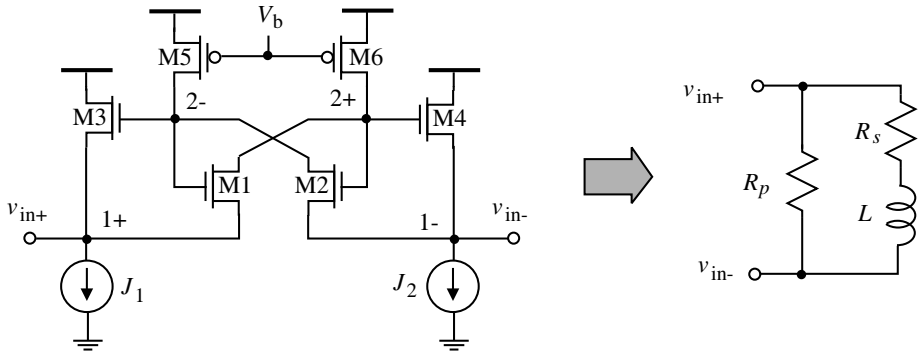 V_b
M5
M6
M3
2-
2+
M4
M1
M2
v_in+
1+
1-
v_in-
J_1
J_2
v_in+
R_s
R_p
L
v_in-